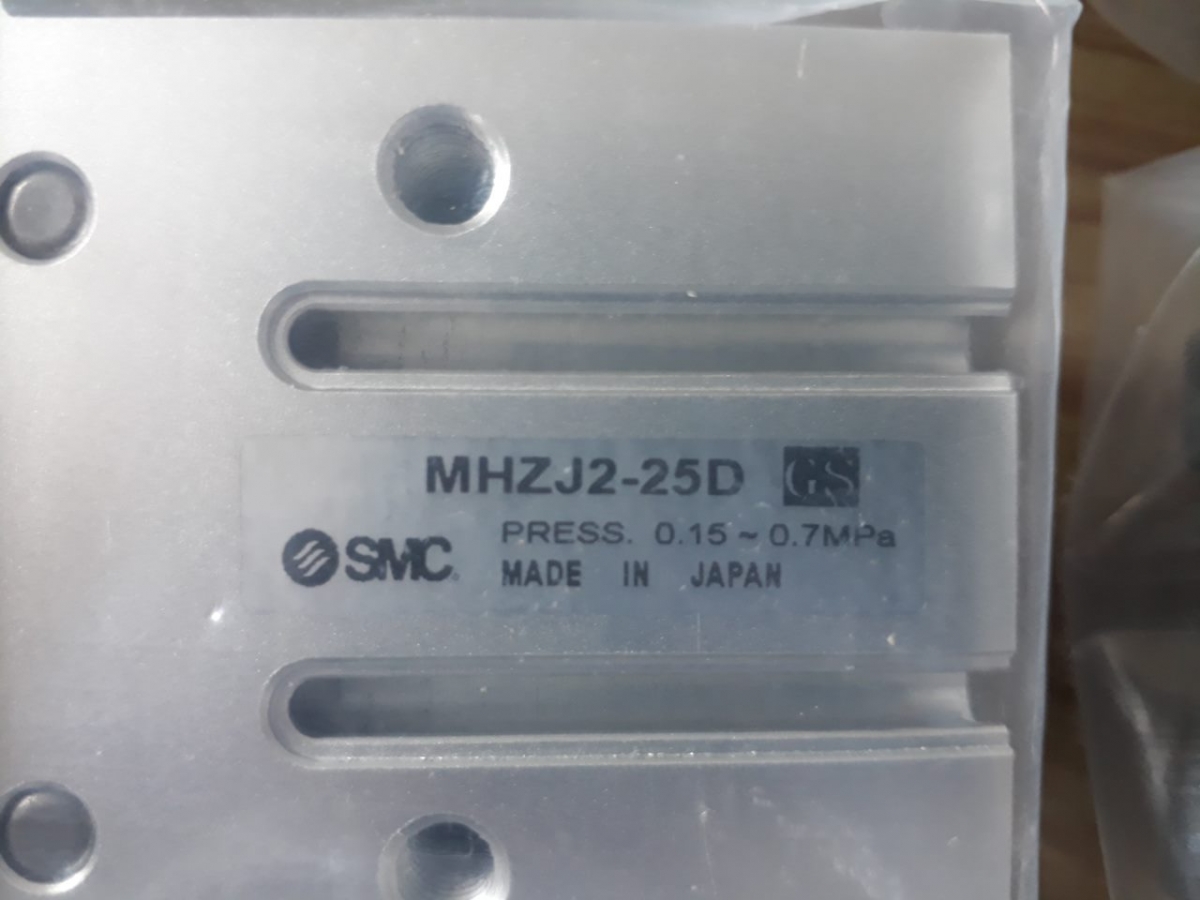 MHZJ2-25D GS
PRESS. 0.15 ~ 0.7MPa
SMC MADE IN JAPAN